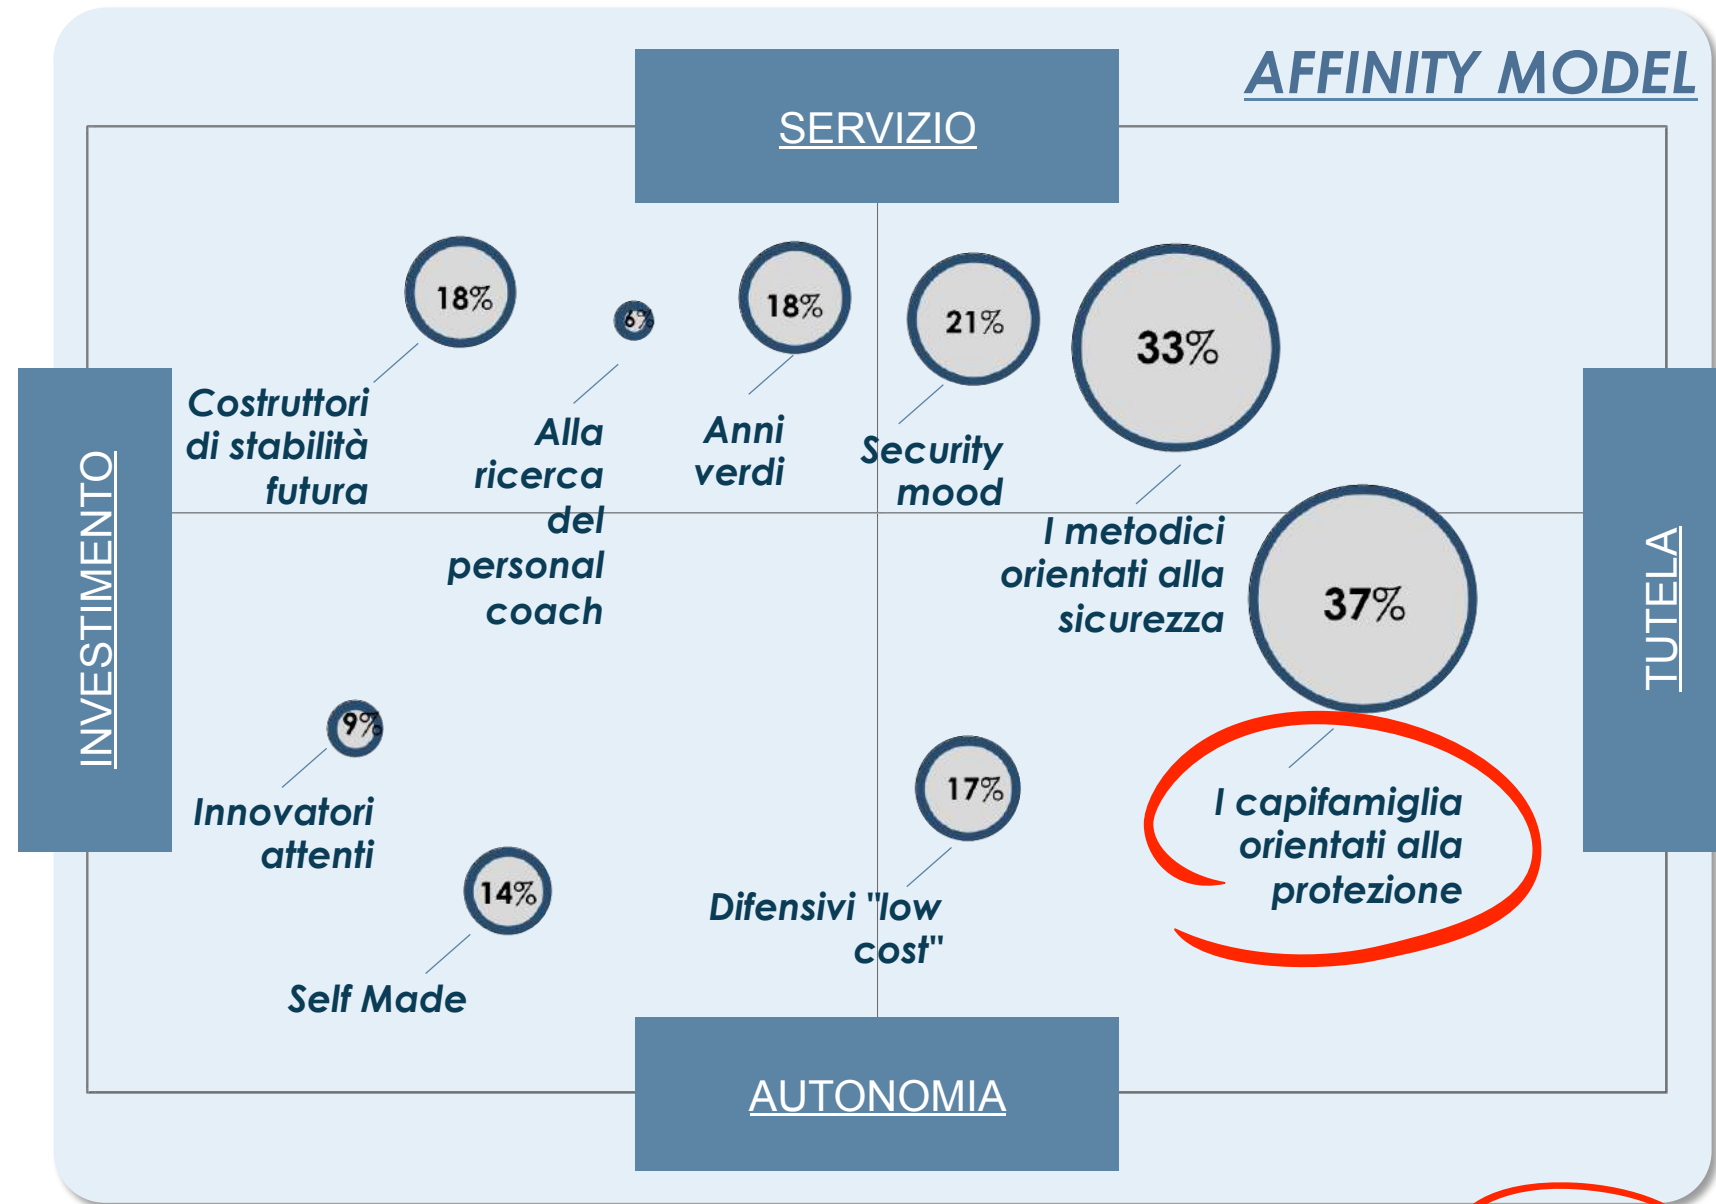 AFFINITY MODEL
SERVIZIO
18%
6%
18%
21%
33%
Costruttori
di stabilità
futura
Alla
ricerca
del
personal
coach
Anni
verdi
Security
mood
I metodici
orientati alla
sicurezza
INVESTIMENTO
TUTELA
37%
9%
Innovatori
attenti
14%
Self Made
17%
Difensivi "low
cost"
I capifamiglia
orientati alla
protezione
AUTONOMIA